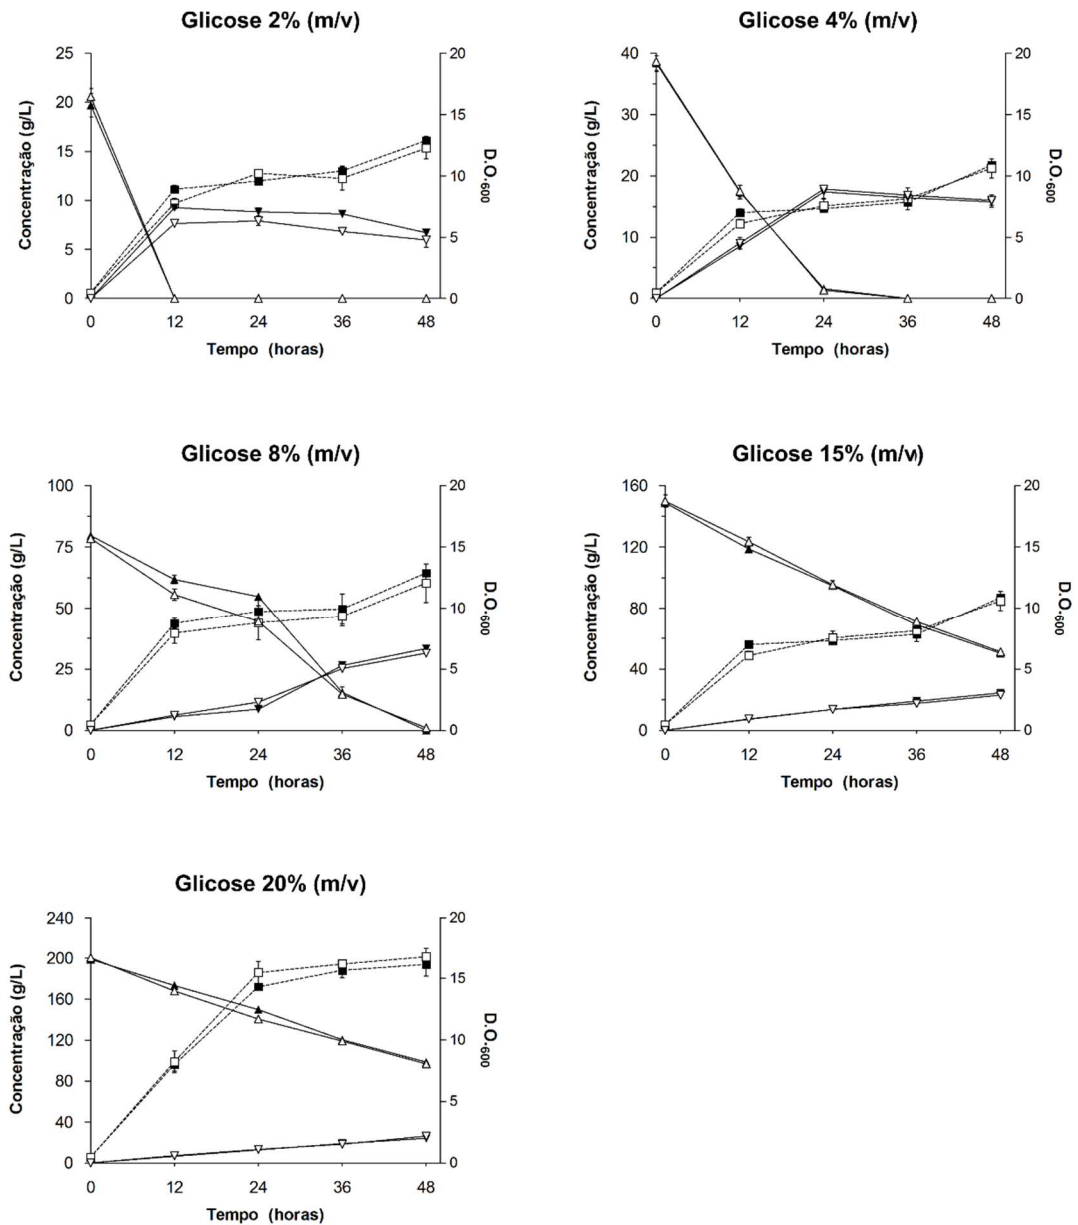 Glicose 2% (m/v)
Concentração (g/L)
25
20
15
10
5
0
20
15
10
5
0
D.O.600
0 12 24 36 48
Tempo (horas)
Glicose 4% (m/v)
Concentração (g/L)
40
30
20
10
0
20
15
10
5
0
D.O.600
0 12 24 36 48
Tempo (horas)
Glicose 8% (m/v)
Concentração (g/L)
100
75
50
25
0
20
15
10
5
0
D.O.600
0 12 24 36 48
Tempo (horas)
Glicose 15% (m/v)
Concentração (g/L)
160
120
80
40
0
20
15
10
5
0
D.O.600
0 12 24 36 48
Tempo (horas)
Glicose 20% (m/v)
Concentração (g/L)
240
200
160
120
80
40
0
20
15
10
5
0
D.O.600
0 12 24 36 48
Tempo (horas)